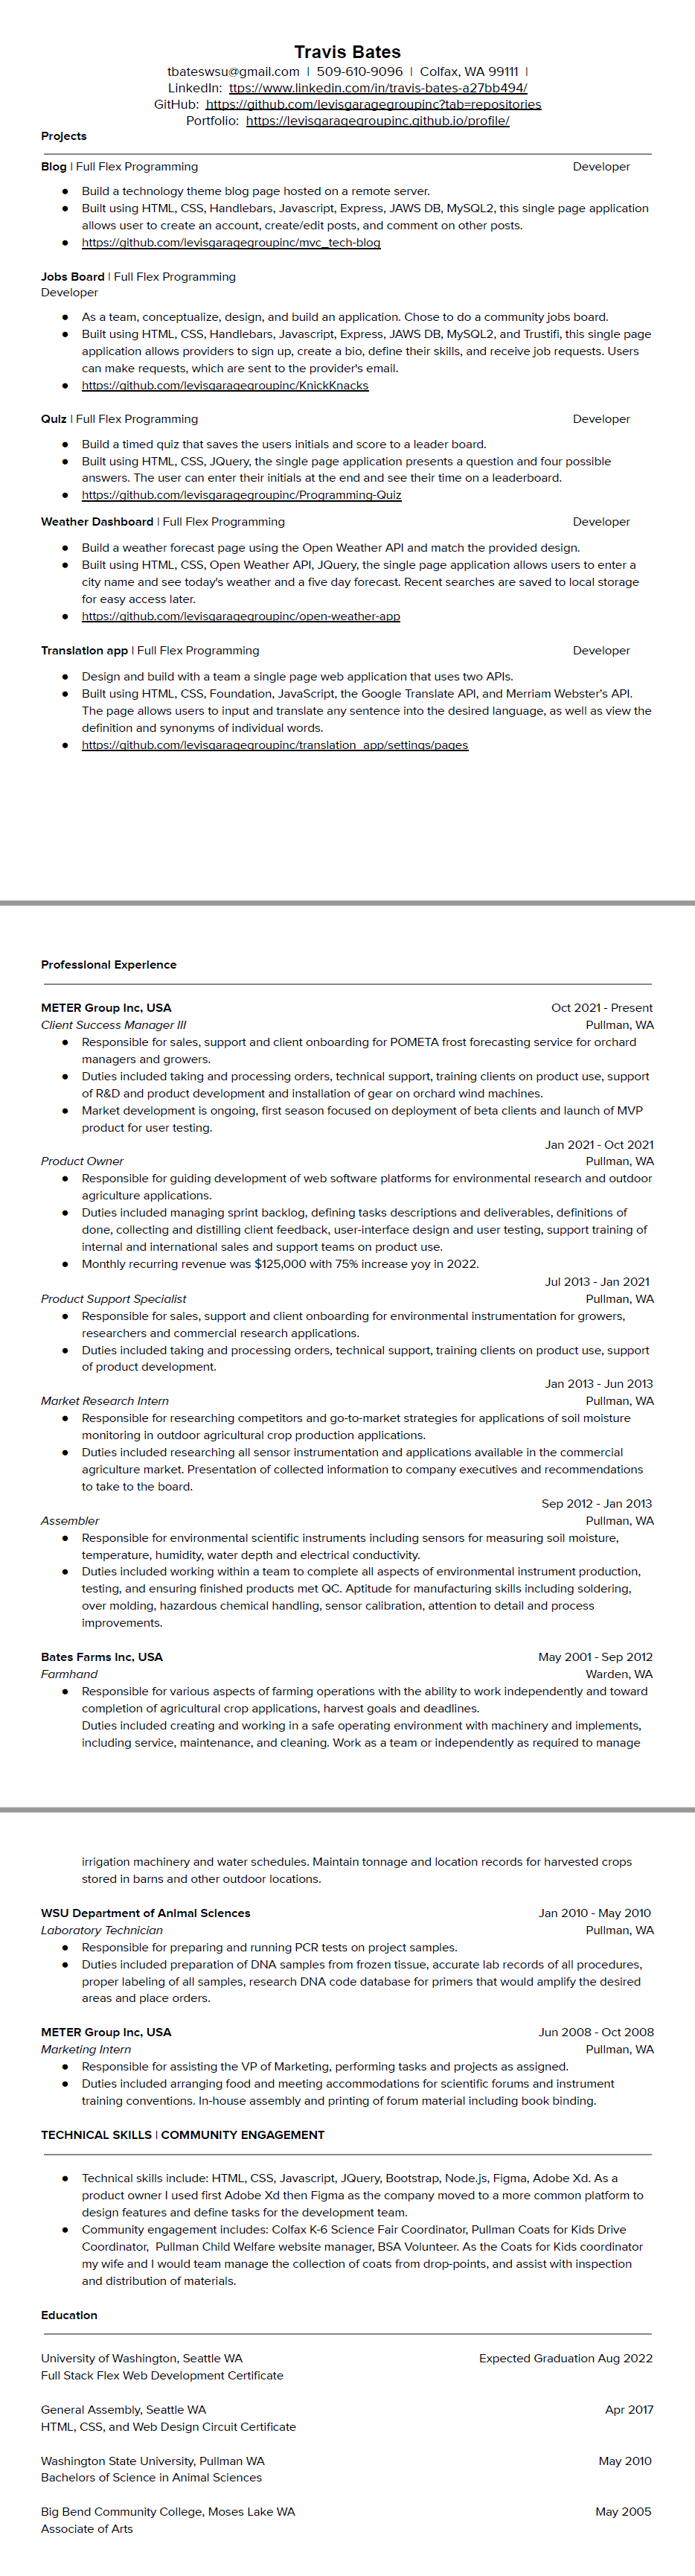 Travis Bates
tbateswsu@gmail.com | 509-610-9096 | Colfax, WA 99111 |
LinkedIn: ttps://www.linkedin.com/in/travis-bates-a27bb494/
GitHub: https://github.com/levisgaragegroupinc?tab=repositories
Portfolio: https://levisgaragegroupinc.github.io/profile/
Projects
Blog | Full Flex Programming Developer
● Build a technology theme blog page hosted on a remote server.
● Built using HTML, CSS, Handlebars, Javascript, Express, JAWS DB, MySQL2, this single page application
allows user to create an account, create/edit posts, and comment on other posts.
● https://github.com/levisgaragegroupinc/mvc_tech-blog
Jobs Board | Full Flex Programming
Developer
● As a team, conceptualize, design, and build an application. Chose to do a community jobs board.
● Built using HTML, CSS, Handlebars, Javascript, Express, JAWS DB, MySQL2, and Trustifi, this single page
application allows providers to sign up, create a bio, define their skills, and receive job requests. Users
can make requests, which are sent to the provider's email.
● https://github.com/levisgaragegroupinc/KnickKnacks
Quiz | Full Flex Programming Developer
● Build a timed quiz that saves the users initials and score to a leader board.
● Built using HTML, CSS, JQuery, the single page application presents a question and four possible
answers. The user can enter their initials at the end and see their time on a leaderboard.
● https://github.com/levisgaragegroupinc/Programming-Quiz
Weather Dashboard | Full Flex Programming Developer
● Build a weather forecast page using the Open Weather API and match the provided design.
● Built using HTML, CSS, Open Weather API, JQuery, the single page application allows users to enter a
city name and see today's weather and a five day forecast. Recent searches are saved to local storage
for easy access later.
● https://github.com/levisgaragegroupinc/open-weather-app
Translation app | Full Flex Programming Developer
● Design and build with a team a single page web application that uses two APIs.
● Built using HTML, CSS, Foundation, JavaScript, the Google Translate API, and Merriam Webster's API.
The page allows users to input and translate any sentence into the desired language, as well as view the
definition and synonyms of individual words.
● https://github.com/levisgaragegroupinc/translation_app/settings/pages
Professional Experience
METER Group Inc, USA Oct 2021 - Present
Client Success Manager III Pullman, WA
● Responsible for sales, support and client onboarding for POMETA frost forecasting service for orchard
managers and growers.
● Duties included taking and processing orders, technical support, training clients on product use, support
of R&D and product development and installation of gear on orchard wind machines.
● Market development is ongoing, first season focused on deployment of beta clients and launch of MVP
product for user testing.
Jan 2021 - Oct 2021
Product Owner Pullman, WA
● Responsible for guiding development of web software platforms for environmental research and outdoor
agriculture applications.
● Duties included managing sprint backlog, defining tasks descriptions and deliverables, definitions of
done, collecting and distilling client feedback, user-interface design and user testing, support training of
internal and international sales and support teams on product use.
● Monthly recurring revenue was $125,000 with 75% increase yoy in 2022.
Jul 2013 - Jan 2021
Product Support Specialist Pullman, WA
● Responsible for sales, support and client onboarding for environmental instrumentation for growers,
researchers and commercial research applications.
● Duties included taking and processing orders, technical support, training clients on product use, support
of product development.
Jan 2013 - Jun 2013
Market Research Intern Pullman, WA
● Responsible for researching competitors and go-to-market strategies for applications of soil moisture
monitoring in outdoor agricultural crop production applications.
● Duties included researching all sensor instrumentation and applications available in the commercial
agriculture market. Presentation of collected information to company executives and recommendations
to take to the board.
Sep 2012 - Jan 2013
Assembler Pullman, WA
● Responsible for environmental scientific instruments including sensors for measuring soil moisture,
temperature, humidity, water depth and electrical conductivity.
● Duties included working within a team to complete all aspects of environmental instrument production,
testing, and ensuring finished products met QC. Aptitude for manufacturing skills including soldering,
over molding, hazardous chemical handling, sensor calibration, attention to detail and process
improvements.
Bates Farms Inc, USA May 2001 - Sep 2012
Farmhand Warden, WA
● Responsible for various aspects of farming operations with the ability to work independently and toward
completion of agricultural crop applications, harvest goals and deadlines.
Duties included creating and working in a safe operating environment with machinery and implements,
including service, maintenance, and cleaning. Work as a team or independently as required to manage
irrigation machinery and water schedules. Maintain tonnage and location records for harvested crops
stored in barns and other outdoor locations.
WSU Department of Animal Sciences Jan 2010 - May 2010
Laboratory Technician Pullman, WA
● Responsible for preparing and running PCR tests on project samples.
● Duties included preparation of DNA samples from frozen tissue, accurate lab records of all procedures,
proper labeling of all samples, research DNA code database for primers that would amplify the desired
areas and place orders.
METER Group Inc, USA Jun 2008 - Oct 2008
Marketing Intern Pullman, WA
● Responsible for assisting the VP of Marketing, performing tasks and projects as assigned.
● Duties included arranging food and meeting accommodations for scientific forums and instrument
training conventions. In-house assembly and printing of forum material including book binding.
TECHNICAL SKILLS | COMMUNITY ENGAGEMENT
● Technical skills include: HTML, CSS, Javascript, JQuery, Bootstrap, Node.js, Figma, Adobe Xd. As a
product owner I used first Adobe Xd then Figma as the company moved to a more common platform to
design features and define tasks for the development team.
● Community engagement includes: Colfax K-6 Science Fair Coordinator, Pullman Coats for Kids Drive
Coordinator, Pullman Child Welfare website manager, BSA Volunteer. As the Coats for Kids coordinator
my wife and I would team manage the collection of coats from drop-points, and assist with inspection
and distribution of materials.
Education
University of Washington, Seattle WA Expected Graduation Aug 2022
Full Stack Flex Web Development Certificate
General Assembly, Seattle WA Apr 2017
HTML, CSS, and Web Design Circuit Certificate
Washington State University, Pullman WA May 2010
Bachelors of Science in Animal Sciences
Big Bend Community College, Moses Lake WA May 2005
Associate of Arts